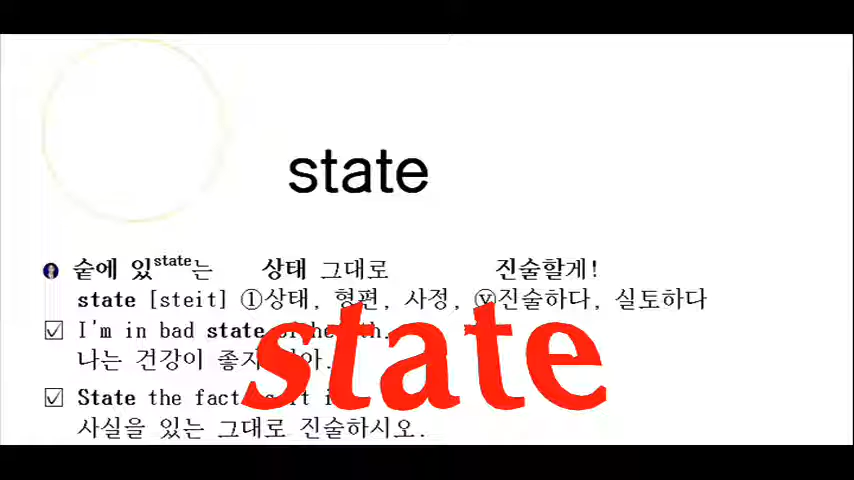 state
숱에 있state는 상태 그대로 진술할게!
state [steit] ①상태, 형편, 사정, ⓥ진술하다, 실토하다
I'm in bad state of health.
나는 건강이 좋지
state
State the fact
사실을 있는 그대로 진술하시오.